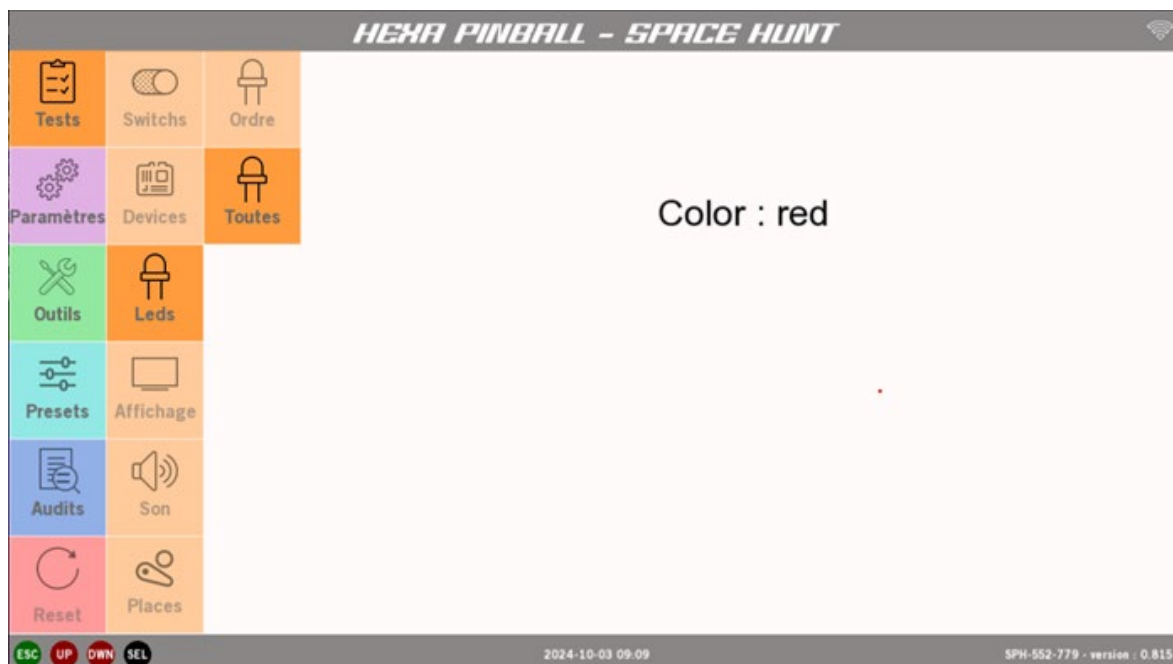 HEXA PINBALL - SPACE HUNT
Tests
Switchs
Ordre
Paramètres
Devices
Toutes
Color : red
Outils
Leds
Presets
Affichage
Audits
Son
Reset
Places
ESC UP DWN SEL
2024-10-03 09:09
SPH-552-779 - version : 0.815